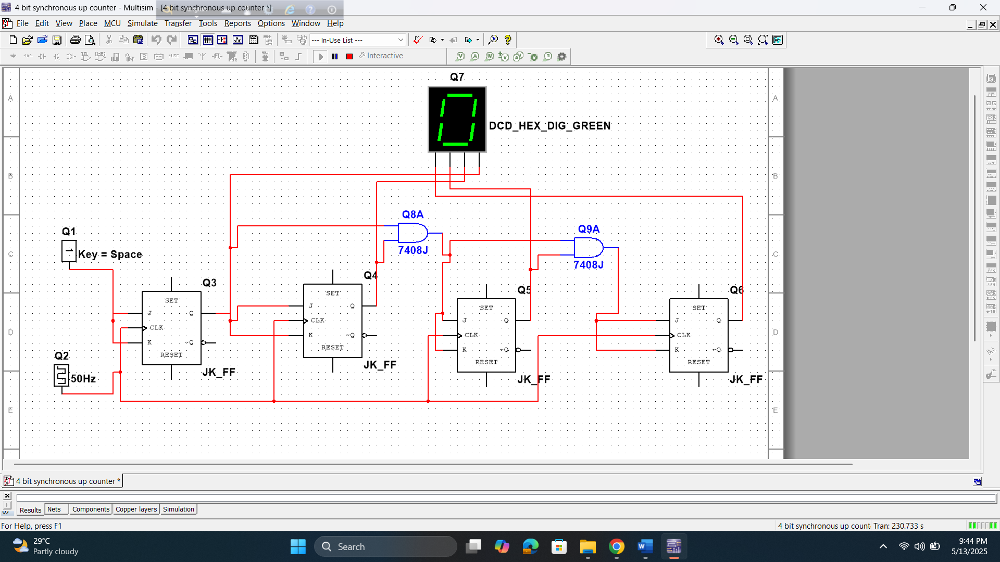 4 bit synchronous up counter - Multisim - [4 bit synchronous up counter *]
File Edit View Place MCU Simulate Transfer Tools Reports Options Window Help
--- In-Use List ---
MISC
Interactive
Q7
A
A
DCD_HEX_DIG_GREEN
B
B
Q8A
Q9A
Q1
1
Key = Space
7408J
7408J
C
C
Q3
Q4
Q5
Q6
SET
J Q
CLK
K ~Q
RESET
JK_FF
SET
J Q
CLK
K ~Q
RESET
JK_FF
SET
J Q
CLK
K ~Q
RESET
JK_FF
SET
J Q
CLK
K ~Q
RESET
JK_FF
D
D
Q2
50Hz
E
E
4 bit synchronous up counter *
Results Nets Components Copper layers Simulation
For Help, press F1
4 bit synchronous up count Tran: 230.733 s
29°C
Partly cloudy
Search
9:44 PM
5/13/2025